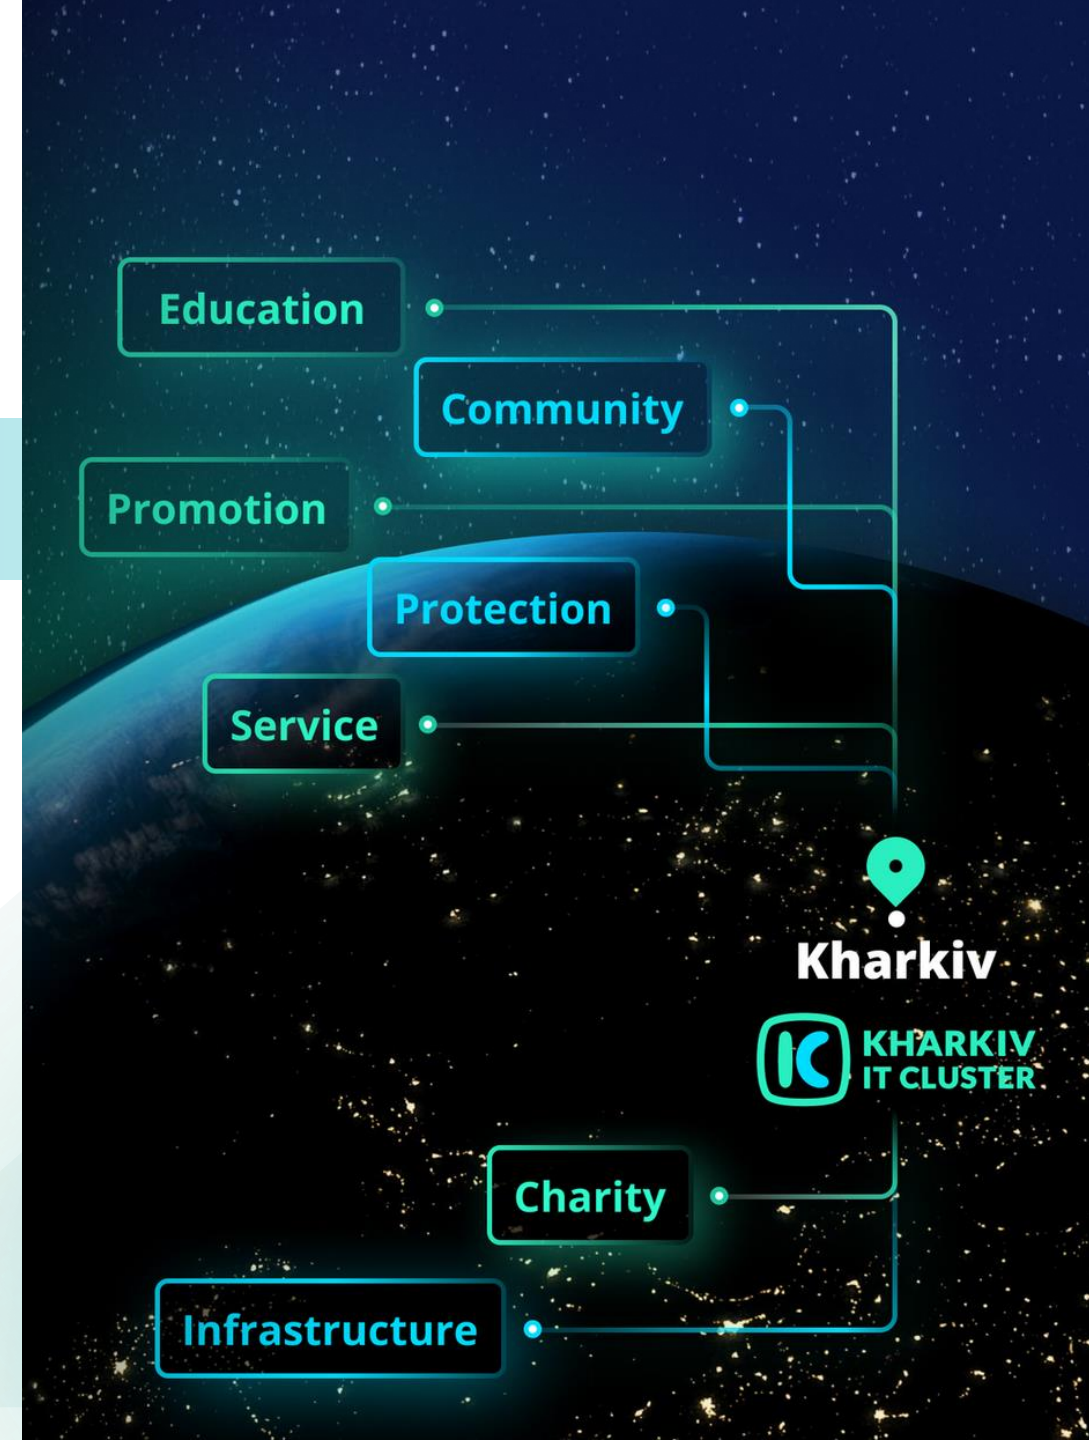 Education
Community
Promotion
Protection
Service
Kharkiv
KHARKIV
IT CLUSTER
Charity
Infrastructure